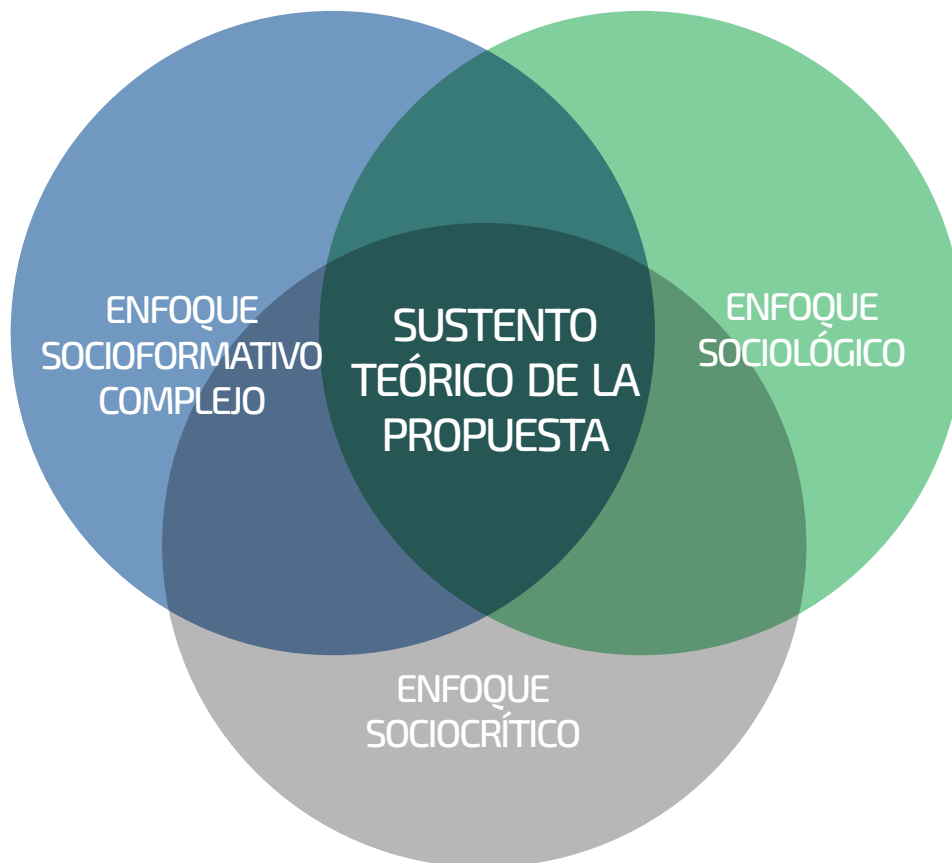 ENFOQUE
SOCIOFORMATIVO
COMPLEJO
SUSTENTO
TEÓRICO DE LA
PROPUESTA
ENFOQUE
SOCIOLÓGICO
ENFOQUE
SOCIOCRÍTICO